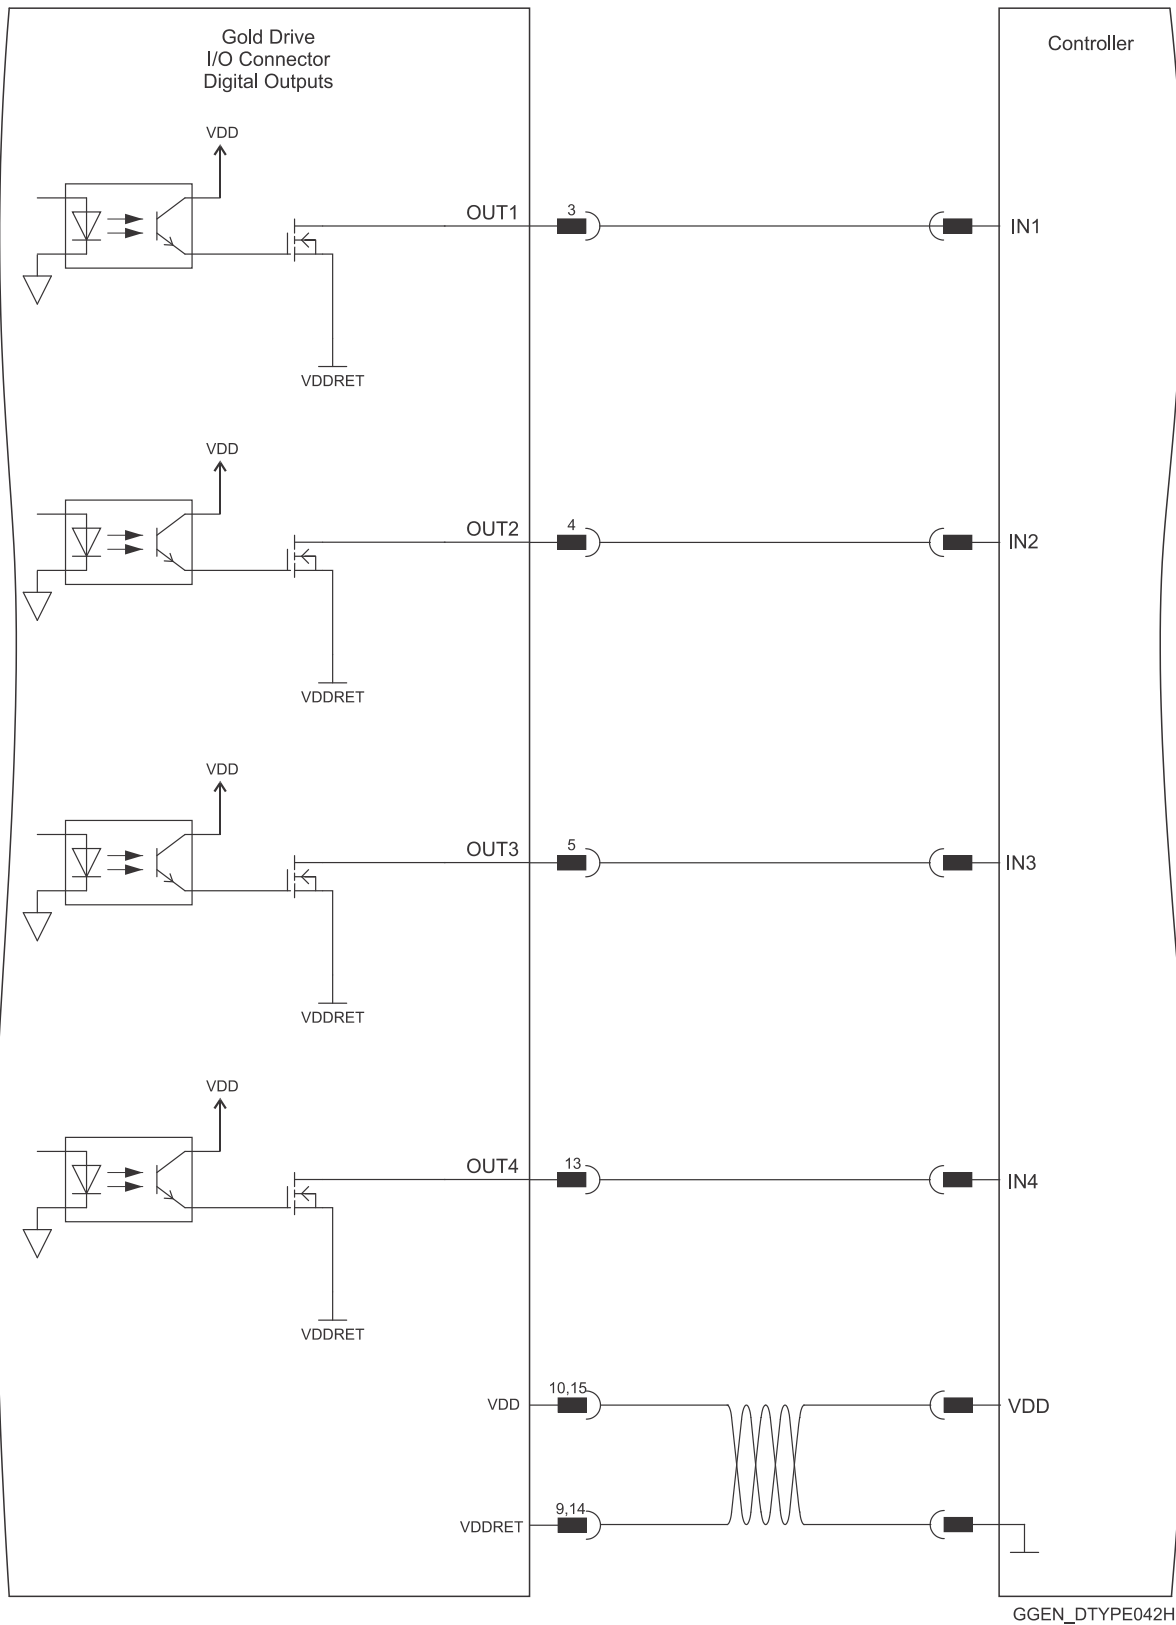 Gold Drive
I/O Connector
Digital Outputs
Controller
VDD
OUT1
3
IN1
VDDRET
VDD
OUT2
4
IN2
VDDRET
VDD
OUT3
5
IN3
VDDRET
VDD
OUT4
13
IN4
VDDRET
VDD
10,15
VDD
VDDRET
9,14
GGEN_DTYPE042H